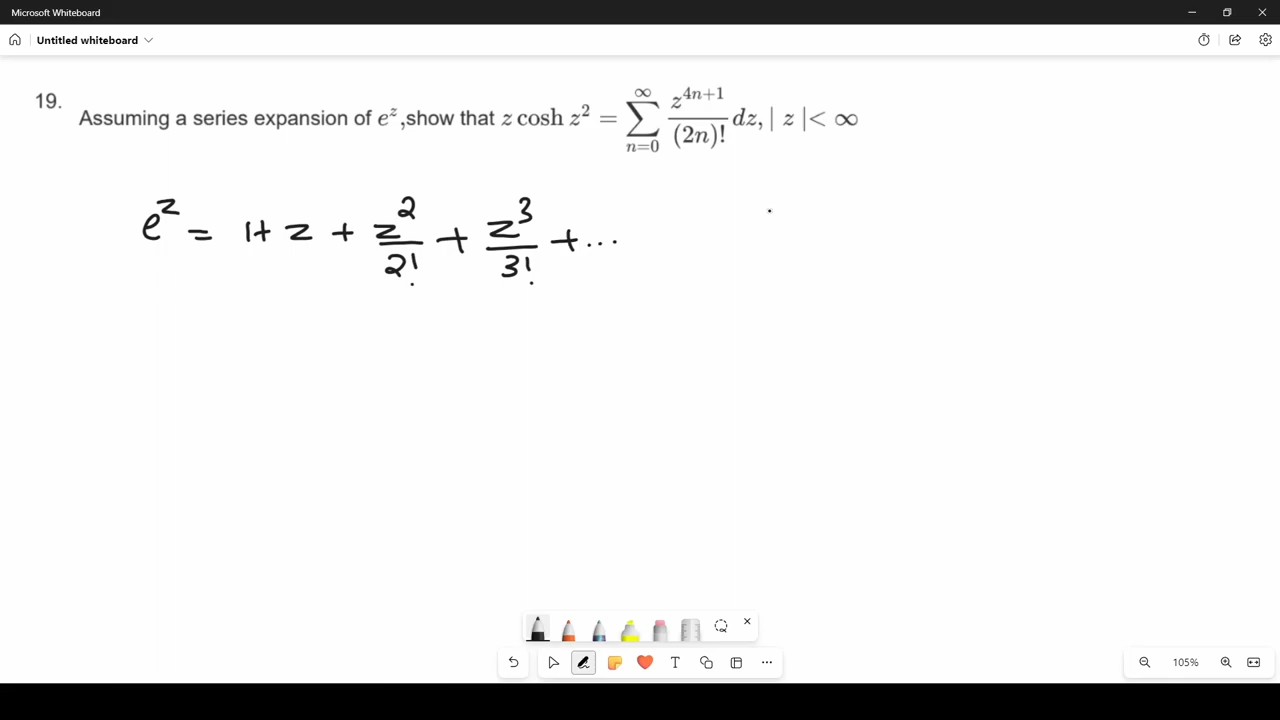 Microsoft Whiteboard
Untitled whiteboard
19. Assuming a series expansion of e^z ,show that z cosh z^2 = ∑_{n=0}^{∞} z^{4n+1}/(2n)! dz, | z |< ∞
e^z = 1 + z + z^2/2! + z^3/3! + ...
105%